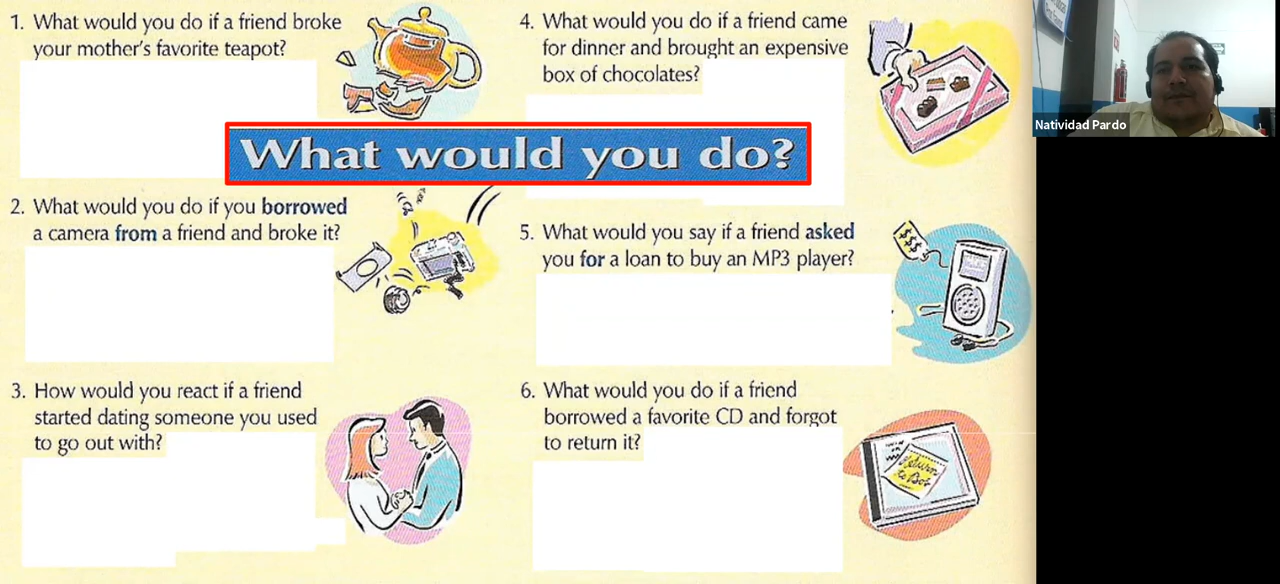 1. What would you do if a friend broke
your mother's favorite teapot?
What would you do?
2. What would you do if you borrowed
a camera from a friend and broke it?
3. How would you react if a friend
started dating someone you used
to go out with?
4. What would you do if a friend came
for dinner and brought an expensive
box of chocolates?
5. What would you say if a friend asked
you for a loan to buy an MP3 player?
$$$
6. What would you do if a friend
borrowed a favorite CD and forgot
to return it?
Return
to Bob
Natividad Pardo